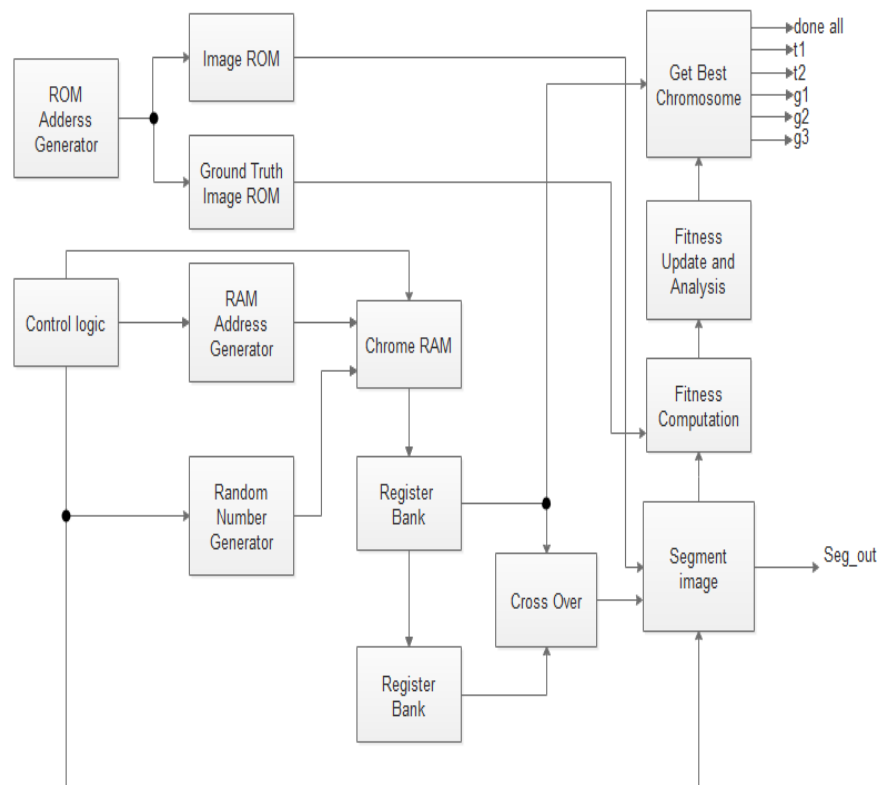 ROM
Adderss
Generator
Image ROM
Ground Truth
Image ROM
Get Best
Chromosome
done all
t1
t2
g1
g2
g3
Fitness
Update and
Analysis
Control logic
RAM
Address
Generator
Chrome RAM
Fitness
Computation
Random
Number
Generator
Register
Bank
Cross Over
Segment
image
Seg_out
Register
Bank